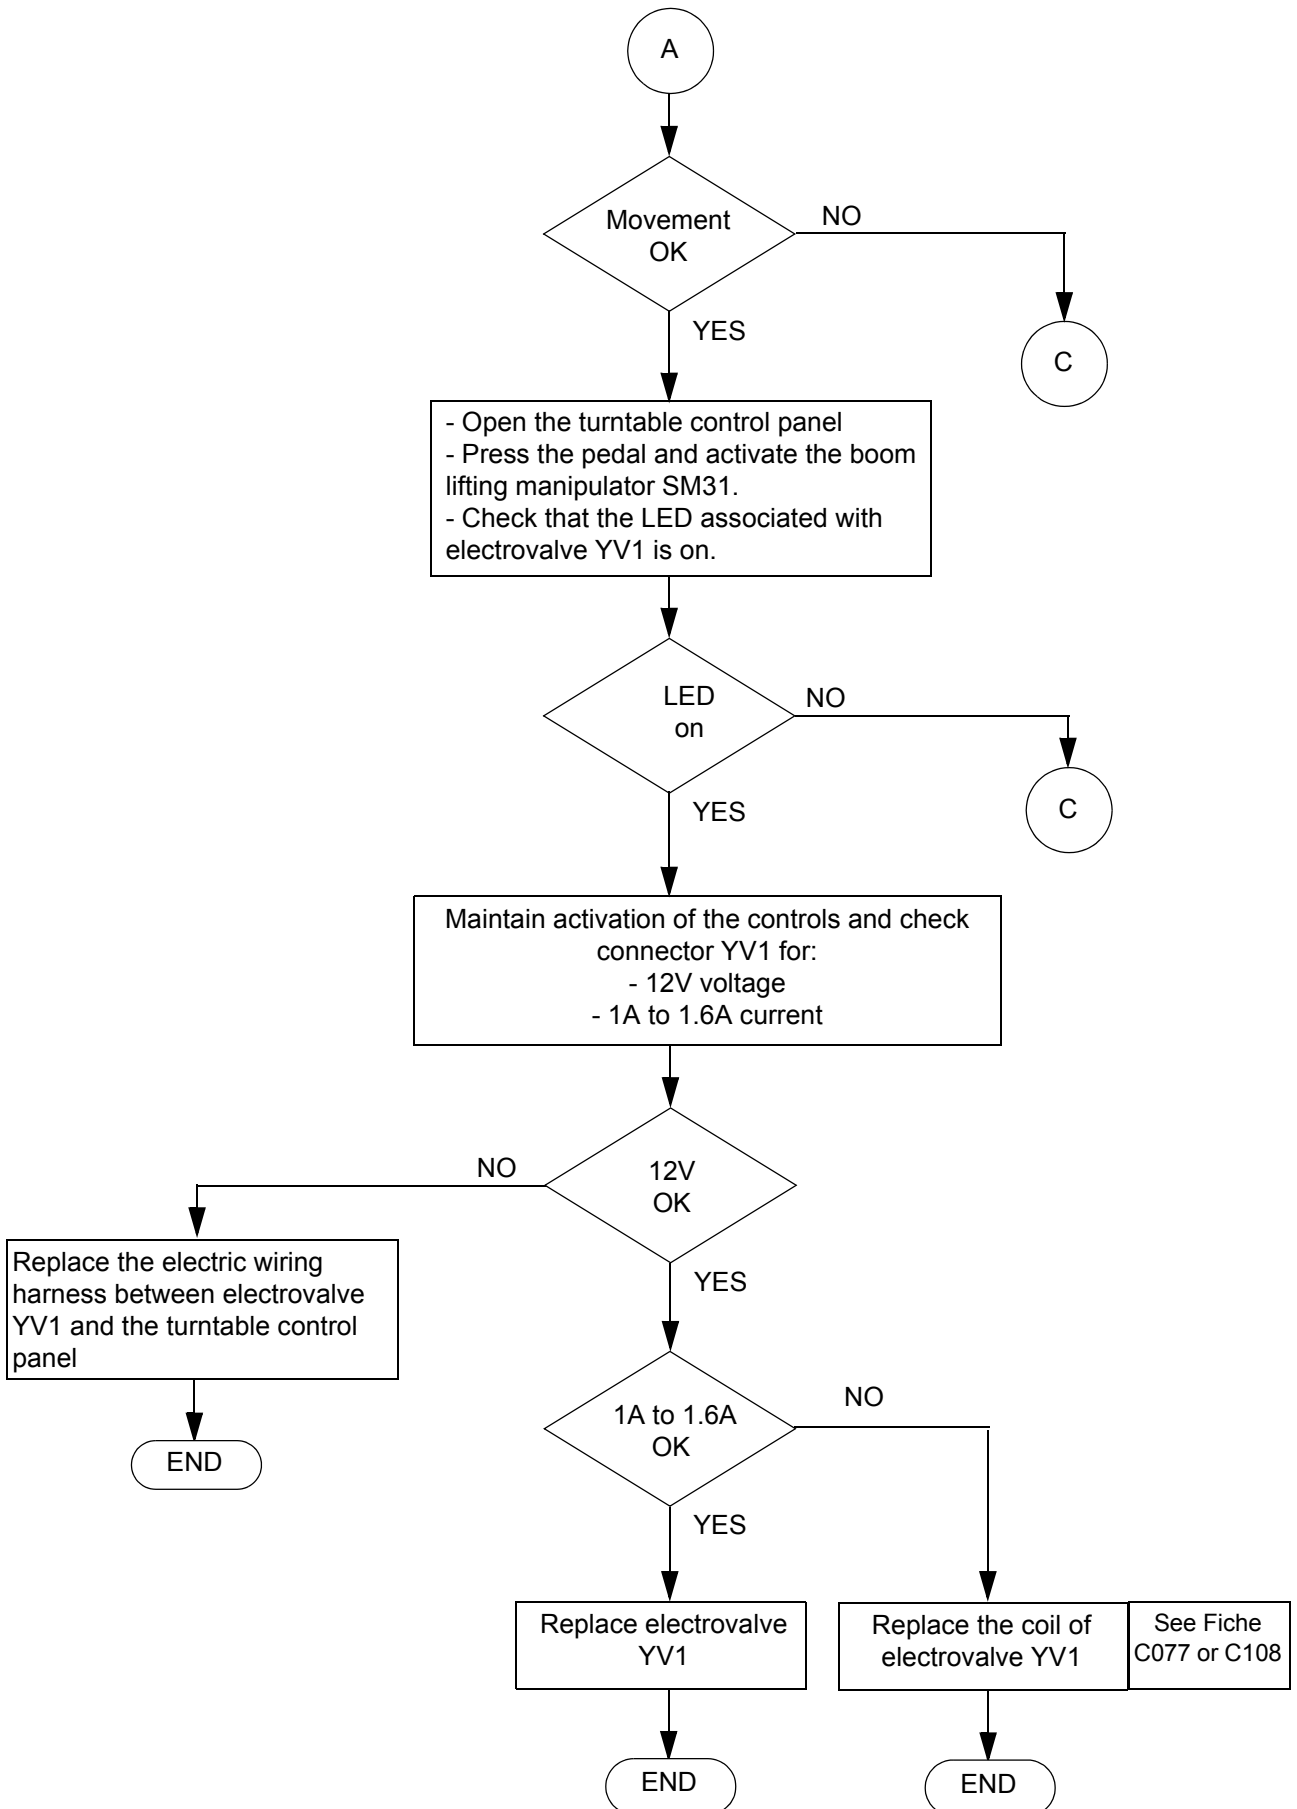 A
Movement
OK
NO
YES
C
- Open the turntable control panel
- Press the pedal and activate the boom
lifting manipulator SM31.
- Check that the LED associated with
electrovalve YV1 is on.
LED
on
NO
YES
C
Maintain activation of the controls and check
connector YV1 for:
- 12V voltage
- 1A to 1.6A current
12V
OK
NO
YES
Replace the electric wiring
harness between electrovalve
YV1 and the turntable control
panel
END
1A to 1.6A
OK
NO
YES
Replace electrovalve
YV1
Replace the coil of
electrovalve YV1
See Fiche
C077 or C108
END
END